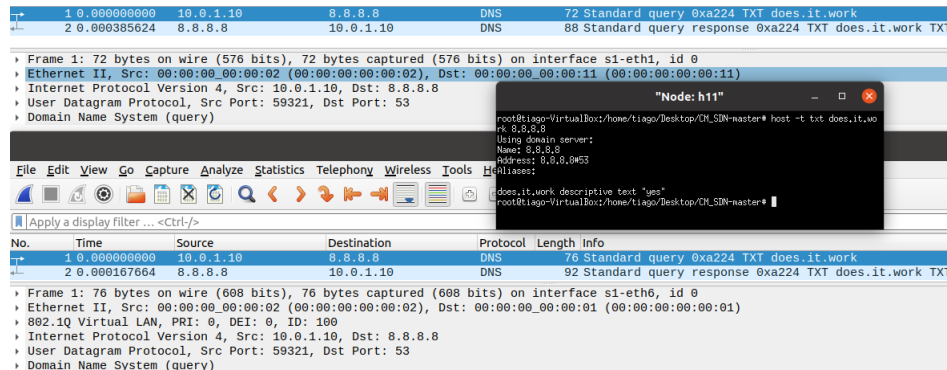 1 0.000000000 10.0.1.10 8.8.8.8 DNS 72 Standard query 0xa224 TXT does.it.work
2 0.000385624 8.8.8.8 10.0.1.10 DNS 88 Standard query response 0xa224 TXT does.it.work TXT
Frame 1: 72 bytes on wire (576 bits), 72 bytes captured (576 bits) on interface s1-eth1, id 0
Ethernet II, Src: 00:00:00_00:00:02 (00:00:00:00:00:02), Dst: 00:00:00_00:00:11 (00:00:00:00:00:11)
Internet Protocol Version 4, Src: 10.0.1.10, Dst: 8.8.8.8
User Datagram Protocol, Src Port: 59321, Dst Port: 53
Domain Name System (query)
"Node: h11"
root@tiago-VirtualBox:/home/tiago/Desktop/CM_SDN-master# host -t txt does.it.wo
rk 8.8.8.8
Using domain server:
Name: 8.8.8.8
Address: 8.8.8.8#53
Aliases:
does.it.work descriptive text "yes"
root@tiago-VirtualBox:/home/tiago/Desktop/CM_SDN-master#
File Edit View Go Capture Analyze Statistics Telephony Wireless Tools He
Apply a display filter … <Ctrl-/>
No. Time Source Destination Protocol Length Info
1 0.000000000 10.0.1.10 8.8.8.8 DNS 76 Standard query 0xa224 TXT does.it.work
2 0.000167664 8.8.8.8 10.0.1.10 DNS 92 Standard query response 0xa224 TXT does.it.work TXT
Frame 1: 76 bytes on wire (608 bits), 76 bytes captured (608 bits) on interface s1-eth6, id 0
Ethernet II, Src: 00:00:00_00:00:02 (00:00:00:00:00:02), Dst: 00:00:00_00:00:01 (00:00:00:00:00:01)
802.1Q Virtual LAN, PRI: 0, DEI: 0, ID: 100
Internet Protocol Version 4, Src: 10.0.1.10, Dst: 8.8.8.8
User Datagram Protocol, Src Port: 59321, Dst Port: 53
Domain Name System (query)